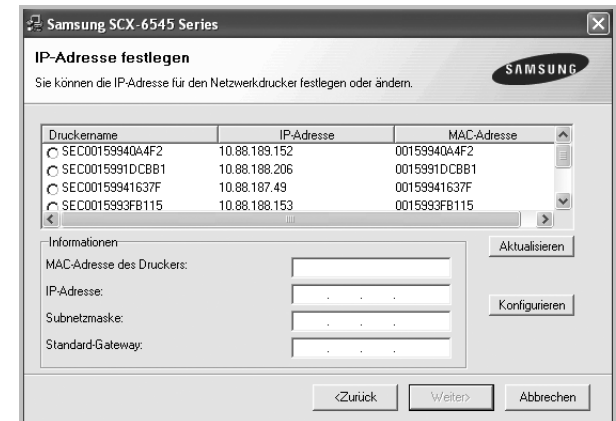 Samsung SCX-6545 Series
IP-Adresse festlegen
Sie können die IP-Adresse für den Netzwerkdrucker festlegen oder ändern.
SAMSUNG
Druckername IP-Adresse MAC-Adresse
SEC00159940A4F2 10.88.189.152 00159940A4F2
SEC0015991DCBB1 10.88.188.206 0015991DCBB1
SEC00159941637F 10.88.187.49 00159941637F
SEC0015993FB115 10.88.188.153 0015993FB115
Informationen
Aktualisieren
MAC-Adresse des Druckers:
IP-Adresse:
Konfigurieren
Subnetzmaske:
Standard-Gateway:
<Zurück Weiter> Abbrechen